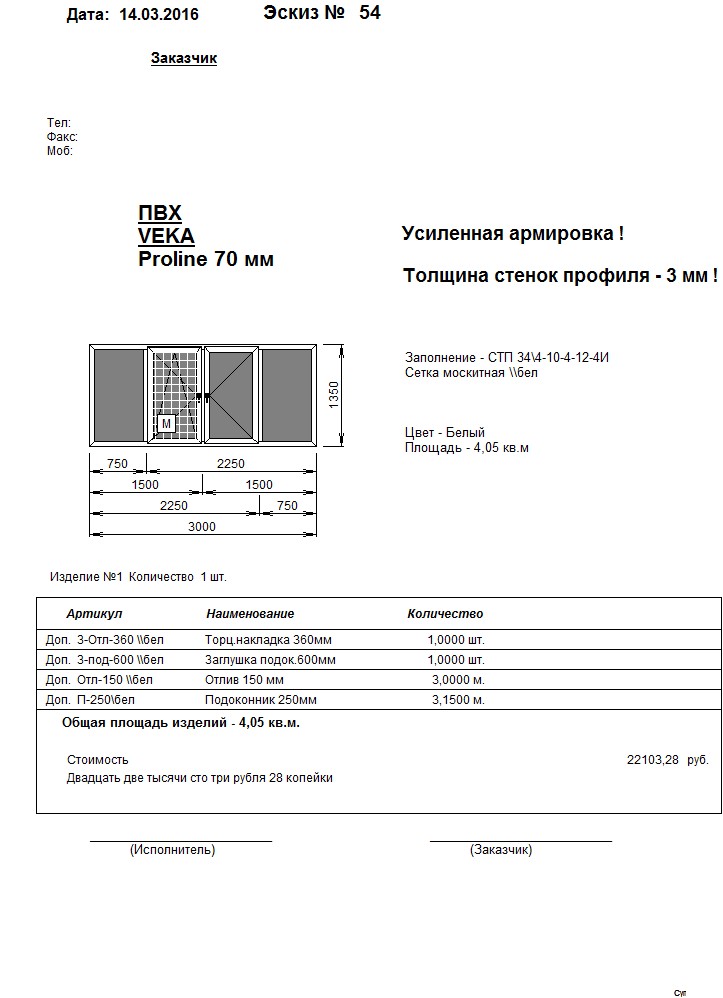 Дата: 14.03.2016 Эскиз № 54
Заказчик
Тел:
Факс:
Моб:
ПВХ
VEKA
Proline 70 мм
Усиленная армировка !
Толщина стенок профиля - 3 мм !
Заполнение - СТП 34\4-10-4-12-4И
Сетка москитная \\бел
Цвет - Белый
Площадь - 4,05 кв.м
М
1350
750 2250
1500 1500
2250 750
3000
Изделие №1 Количество 1 шт.
Артикул Наименование Количество
Доп. З-Отл-360 \\бел Торц.накладка 360мм 1,0000 шт.
Доп. З-под-600 \\бел Заглушка подок.600мм 1,0000 шт.
Доп. Отл-150 \\бел Отлив 150 мм 3,0000 м.
Доп. П-250\бел Подоконник 250мм 3,1500 м.
Общая площадь изделий - 4,05 кв.м.
Стоимость 22103,28 руб.
Двадцать две тысячи сто три рубля 28 копейки
(Исполнитель) (Заказчик)